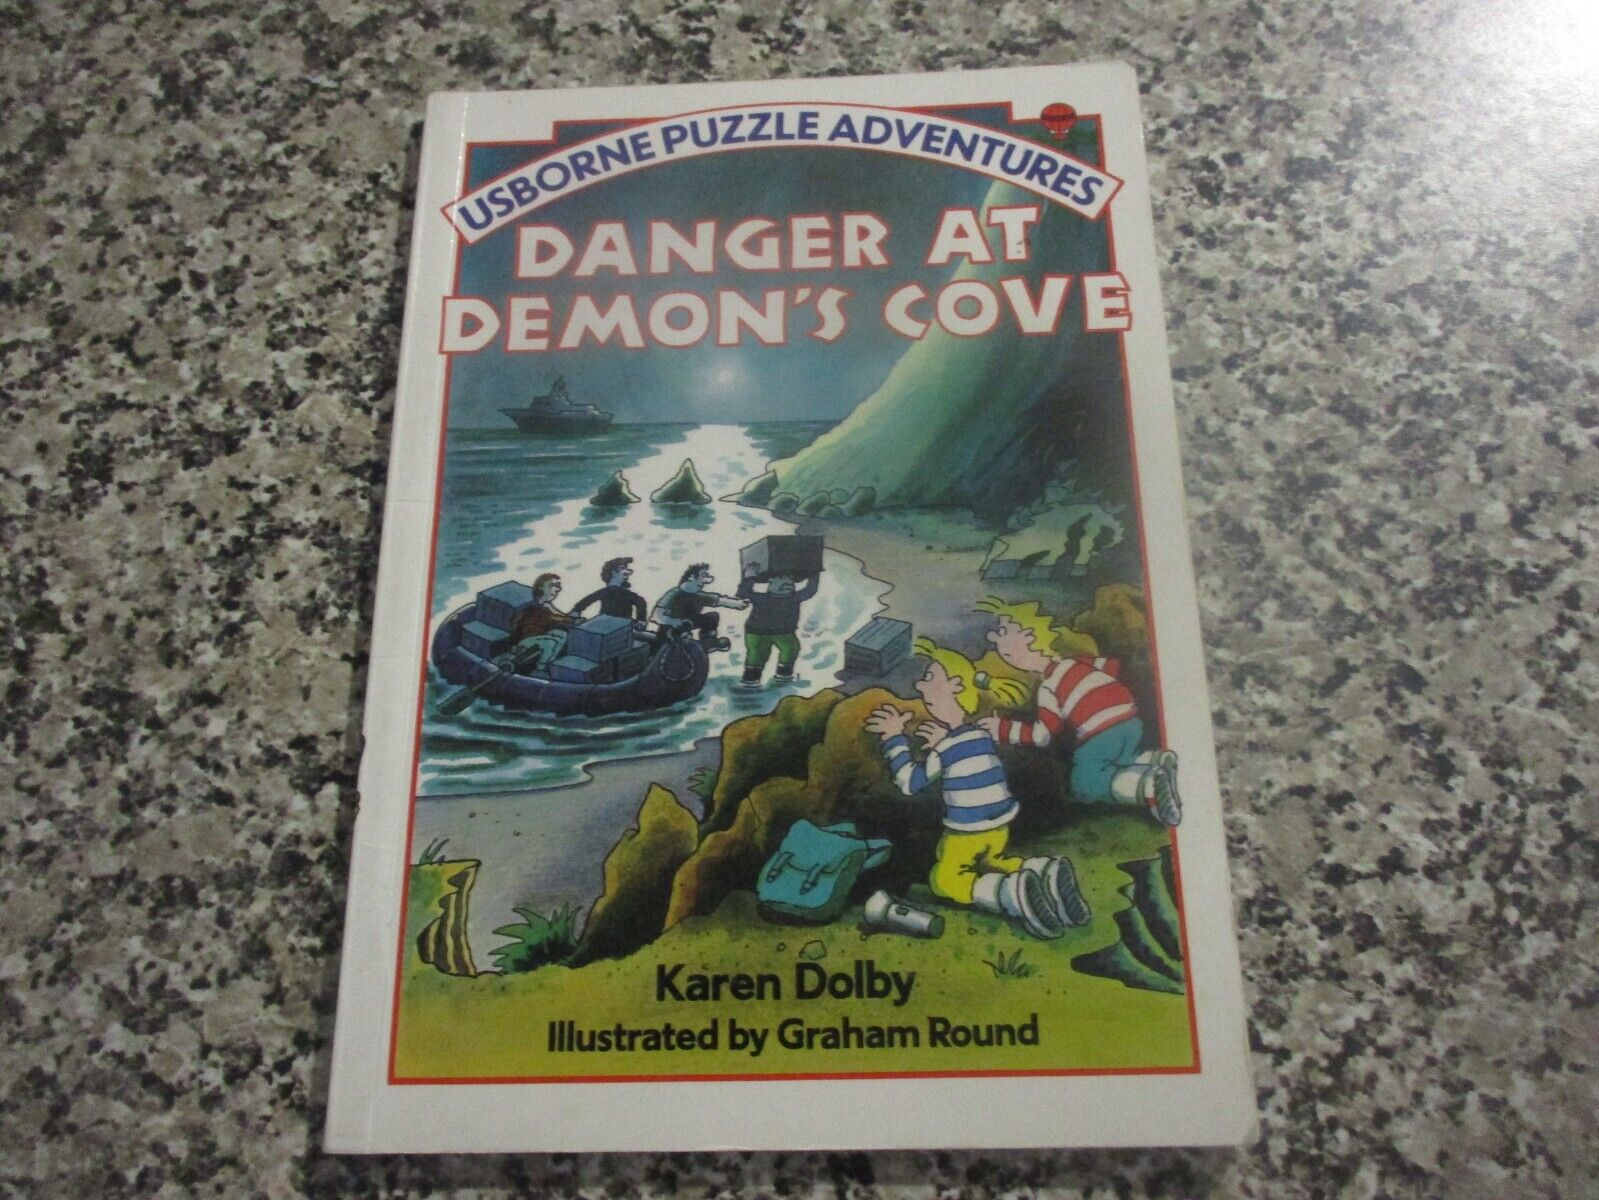 USBORNE PUZZLE ADVENTURES
DANGER AT
DEMON'S COVE
Karen Dolby
Illustrated by Graham Round